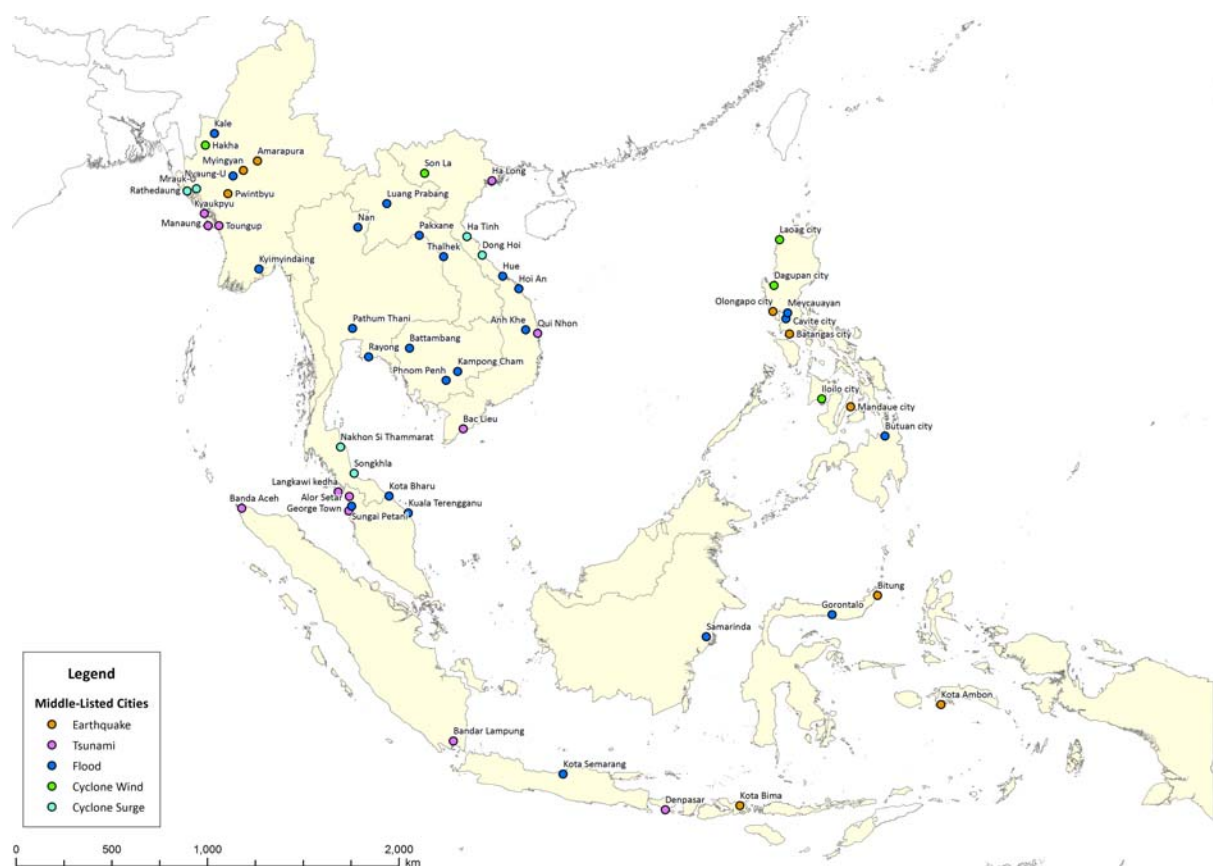 Kale
Hakha
Amarapura
Myingyan
Nyaung-U
Mrauk-U
Rathedaung
Pwintbyu
Kyaukpyu
Manaung
Toungup
Kyimyindaing
Son La
Ha Long
Luang Prabang
Nan
Pakxane
Ha Tinh
Thalhek
Dong Hoi
Hue
Hoi An
Pathum Thani
Anh Khe
Qui Nhon
Rayong
Battambang
Kampong Cham
Phnom Penh
Bac Lieu
Laoag city
Dagupan city
Olongapo city
Meycauayan
Cavite city
Batangas city
Iloilo city
Mandaue city
Butuan city
Nakhon Si Thammarat
Songkhla
Langkawi kedha
Kota Bharu
Alor Setar
Banda Aceh
George Town
Kuala Terengganu
Sungai Petani
Bitung
Gorontalo
Samarinda
Kota Ambon
Bandar Lampung
Kota Semarang
Denpasar
Kota Bima
Legend
Middle-Listed Cities
Earthquake
Tsunami
Flood
Cyclone Wind
Cyclone Surge
0 500 1,000 2,000
km